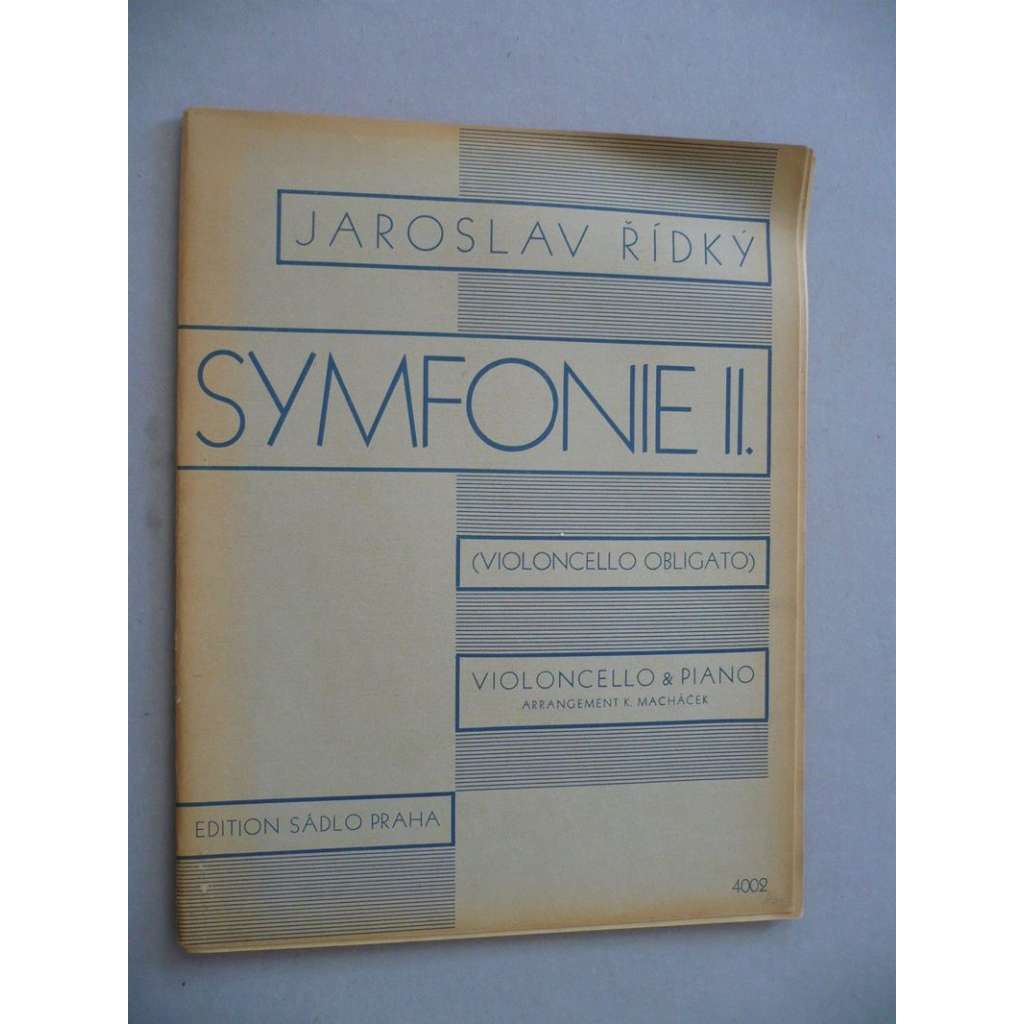 JAROSLAV ŘÍDKÝ
SYMFONIE II.
(VIOLONCELLO OBLIGATO)
VIOLONCELLO & PIANO
ARRANGEMENT K. MACHÁČEK
EDITION SÁDLO PRAHA
4002